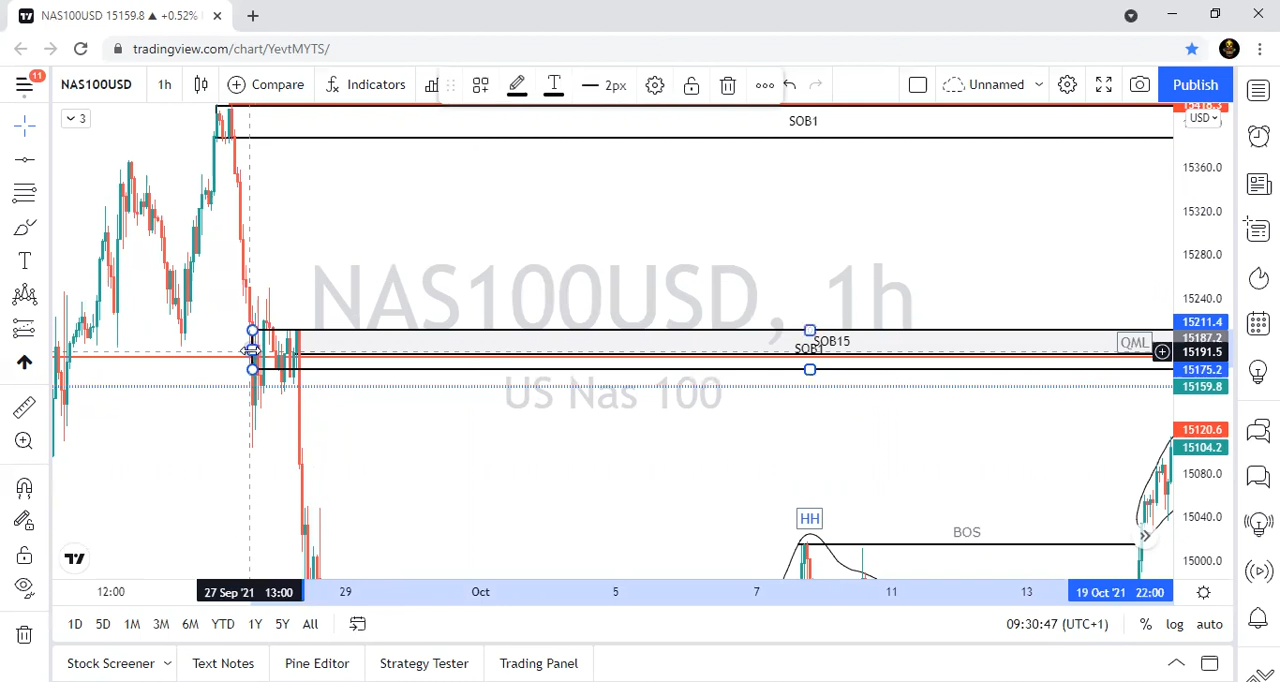 NAS100USD 15159.8 ▲ +0.52%
tradingview.com/chart/YevtMYTS/
11
NAS100USD 1h Compare Indicators 2px Unnamed Publish
3
SOB1
USD
15360.0
15320.0
15280.0
15240.0
NAS100USD, 1h
US Nas 100
15211.4
SOB15
QML
15187.2
SOB1
15191.5
15175.2
15159.8
15120.6
15104.2
15080.0
15040.0
15000.0
HH
BOS
12:00 27 Sep '21 13:00 29 Oct 5 7 11 13 19 Oct '21 22:00
1D 5D 1M 3M 6M YTD 1Y 5Y All 09:30:47 (UTC+1) % log auto
Stock Screener Text Notes Pine Editor Strategy Tester Trading Panel